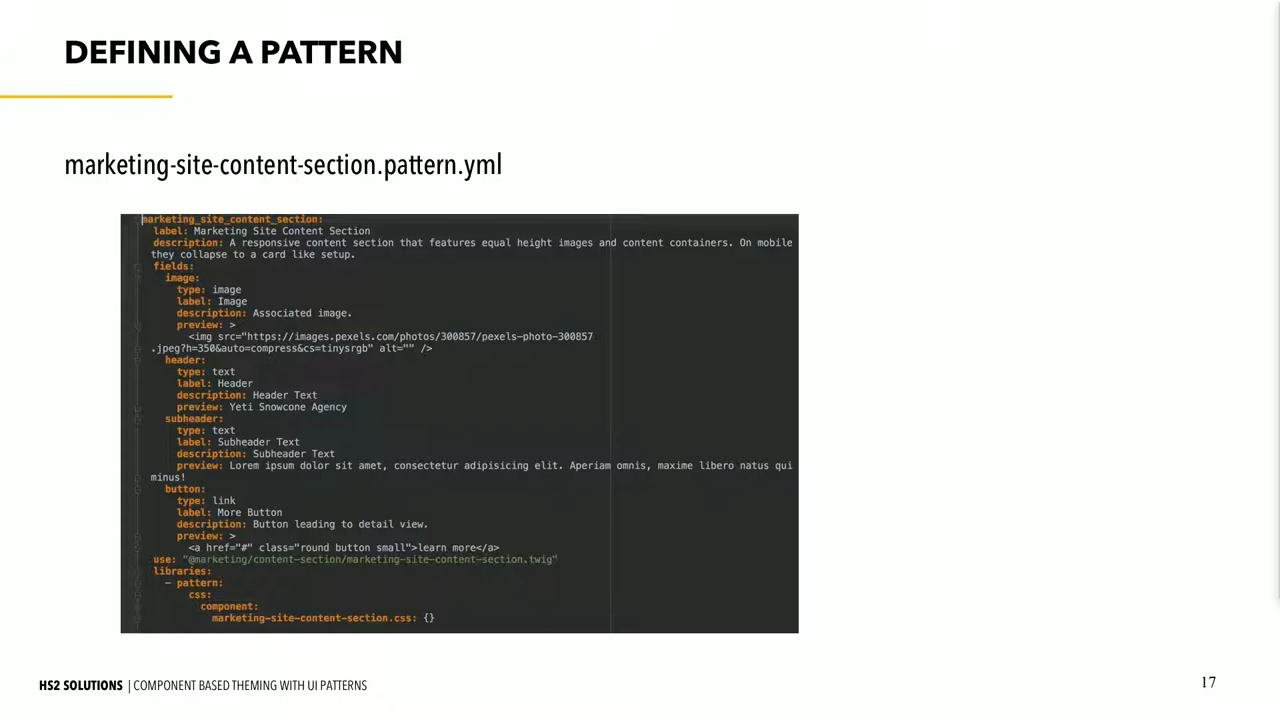 DEFINING A PATTERN
marketing-site-content-section.pattern.yml
marketing_site_content_section:
label: Marketing Site Content Section
description: A responsive content section that features equal height images and content containers. On mobile
they collapse to a card like setup.
fields:
image:
type: image
label: Image
description: Associated image.
preview: >
<img src="https://images.pexels.com/photos/300857/pexels-photo-300857
.jpeg?h=350&auto=compress&cs=tinysrgb" alt="" />
header:
type: text
label: Header
description: Header Text
preview: Yeti Snowcone Agency
subheader:
type: text
label: Subheader Text
description: Subheader Text
preview: Lorem ipsum dolor sit amet, consectetur adipisicing elit. Aperiam omnis, maxime libero natus qui
minus!
button:
type: link
label: More Button
description: Button leading to detail view.
preview: >
<a href="#" class="round button small">learn more</a>
use: "@marketing/content-section/marketing-site-content-section.twig"
libraries:
- pattern:
css:
component:
marketing-site-content-section.css: {}
HS2 SOLUTIONS | COMPONENT BASED THEMING WITH UI PATTERNS
17